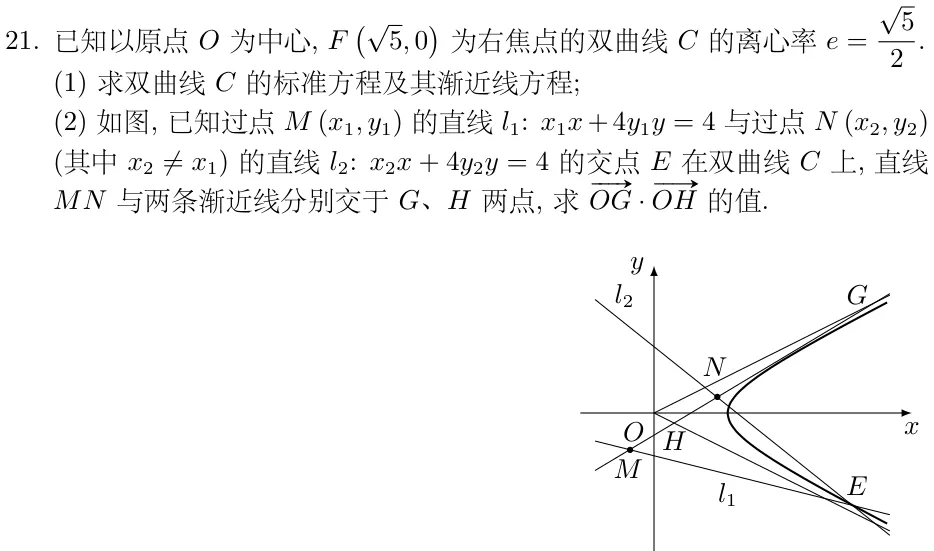 21. 已知以原点 O 为中心, F (√5, 0) 为右焦点的双曲线 C 的离心率 e = √5/2.
(1) 求双曲线 C 的标准方程及其渐近线方程;
(2) 如图, 已知过点 M (x₁, y₁) 的直线 l₁: x₁x + 4y₁y = 4 与过点 N (x₂, y₂)
(其中 x₂ ≠ x₁) 的直线 l₂: x₂x + 4y₂y = 4 的交点 E 在双曲线 C 上, 直线
MN 与两条渐近线分别交于 G、H 两点, 求 \overrightarrow{OG} · \overrightarrow{OH} 的值.
y
l₂
G
N
x
O
H
M
E
l₁